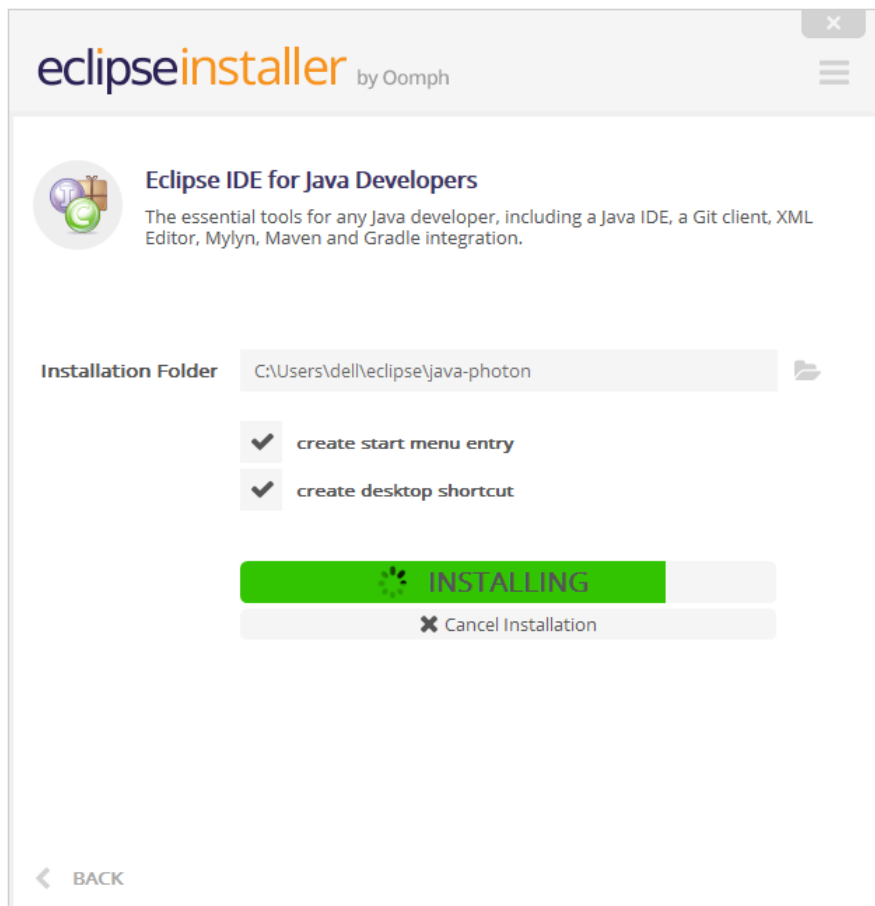 eclipseinstaller by Oomph
Eclipse IDE for Java Developers
The essential tools for any Java developer, including a Java IDE, a Git client, XML
Editor, Mylyn, Maven and Gradle integration.
Installation Folder C:\Users\dell\eclipse\java-photon
create start menu entry
create desktop shortcut
INSTALLING
Cancel Installation
BACK